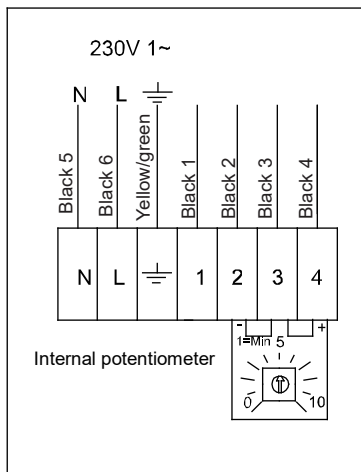 230V 1~
N L
Black 5
Black 6
Yellow/green
Black 1
Black 2
Black 3
Black 4
N L 1 2 3 4
- +
1=Min 5
Internal potentiometer
0 10